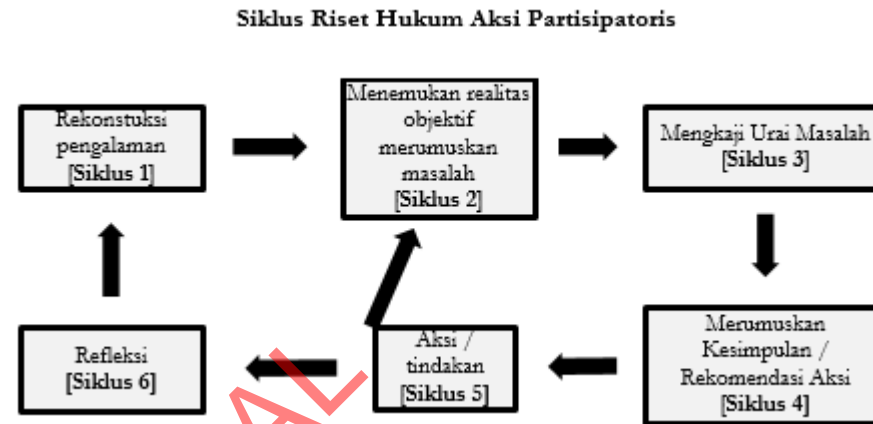 Siklus Riset Hukum Aksi Partisipatoris
Rekonstuksi
pengalaman
[Siklus 1]
Menemukan realitas
objektif
merumuskan
masalah
[Siklus 2]
Mengkaji Urai Masalah
[Siklus 3]
Merumuskan
Kesimpulan /
Rekomendasi Aksi
[Siklus 4]
Aksi /
tindakan
[Siklus 5]
Refleksi
[Siklus 6]
AL